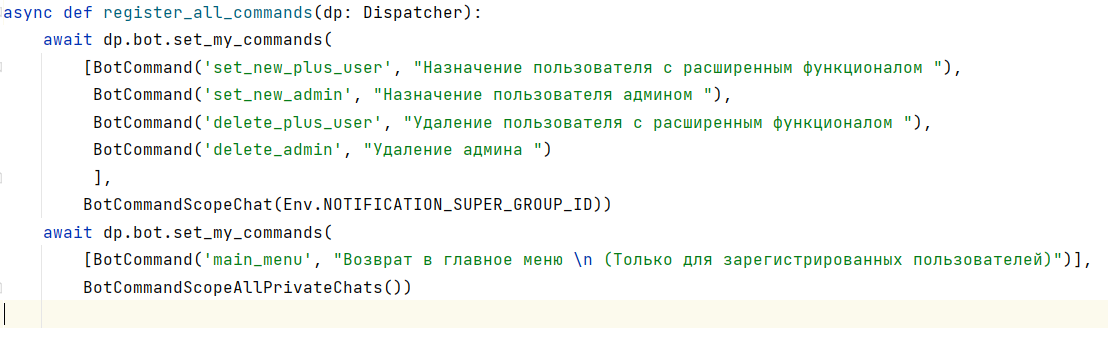 async def register_all_commands(dp: Dispatcher):
    await dp.bot.set_my_commands(
        [BotCommand('set_new_plus_user', "Назначение пользователя с расширенным функционалом "),
         BotCommand('set_new_admin', "Назначение пользователя админом "),
         BotCommand('delete_plus_user', "Удаление пользователя с расширенным функционалом "),
         BotCommand('delete_admin', "Удаление админа ")
         ],
        BotCommandScopeChat(Env.NOTIFICATION_SUPER_GROUP_ID))
    await dp.bot.set_my_commands(
        [BotCommand('main_menu', "Возврат в главное меню \n (Только для зарегистрированных пользователей)")],
        BotCommandScopeAllPrivateChats())